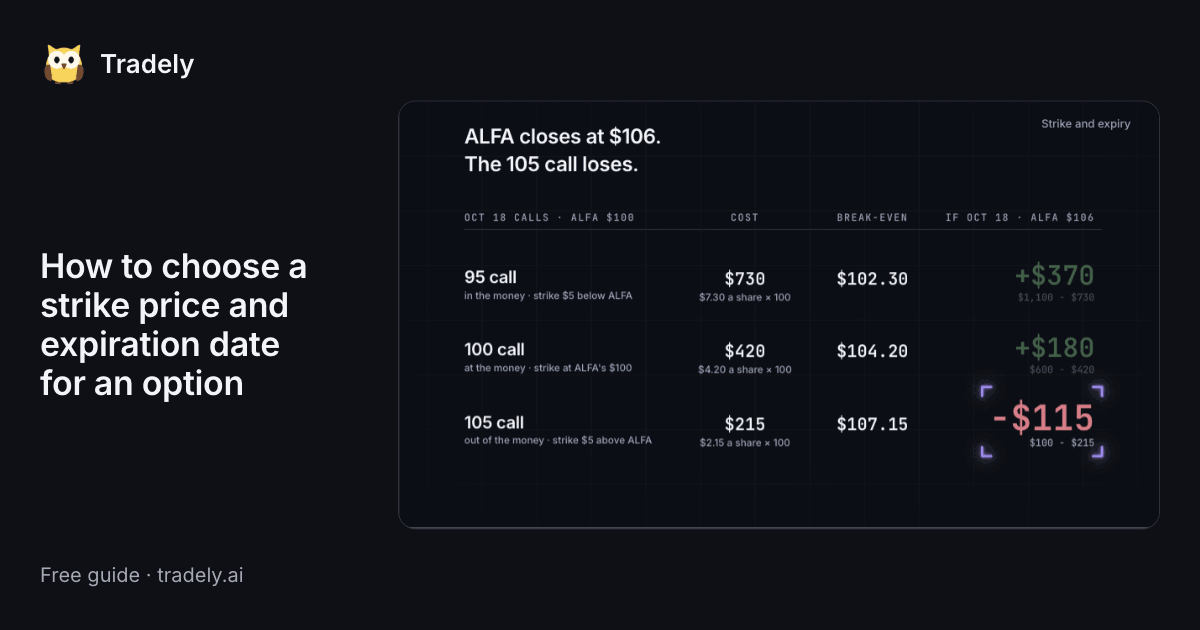 Tradely
How to choose a
strike price and
expiration date
for an option
Free guide · tradely.ai
Strike and expiry
ALFA closes at $106.
The 105 call loses.
OCT 18 CALLS · ALFA $100 COST BREAK-EVEN IF OCT 18 · ALFA $106
95 call $730 $102.30 +$370
in the money · strike $5 below ALFA $7.30 a share × 100 $1,100 - $730
100 call $420 $104.20 +$180
at the money · strike at ALFA's $100 $4.20 a share × 100 $600 - $420
105 call $215 $107.15 -$115
out of the money · strike $5 above ALFA $2.15 a share × 100 $100 - $215